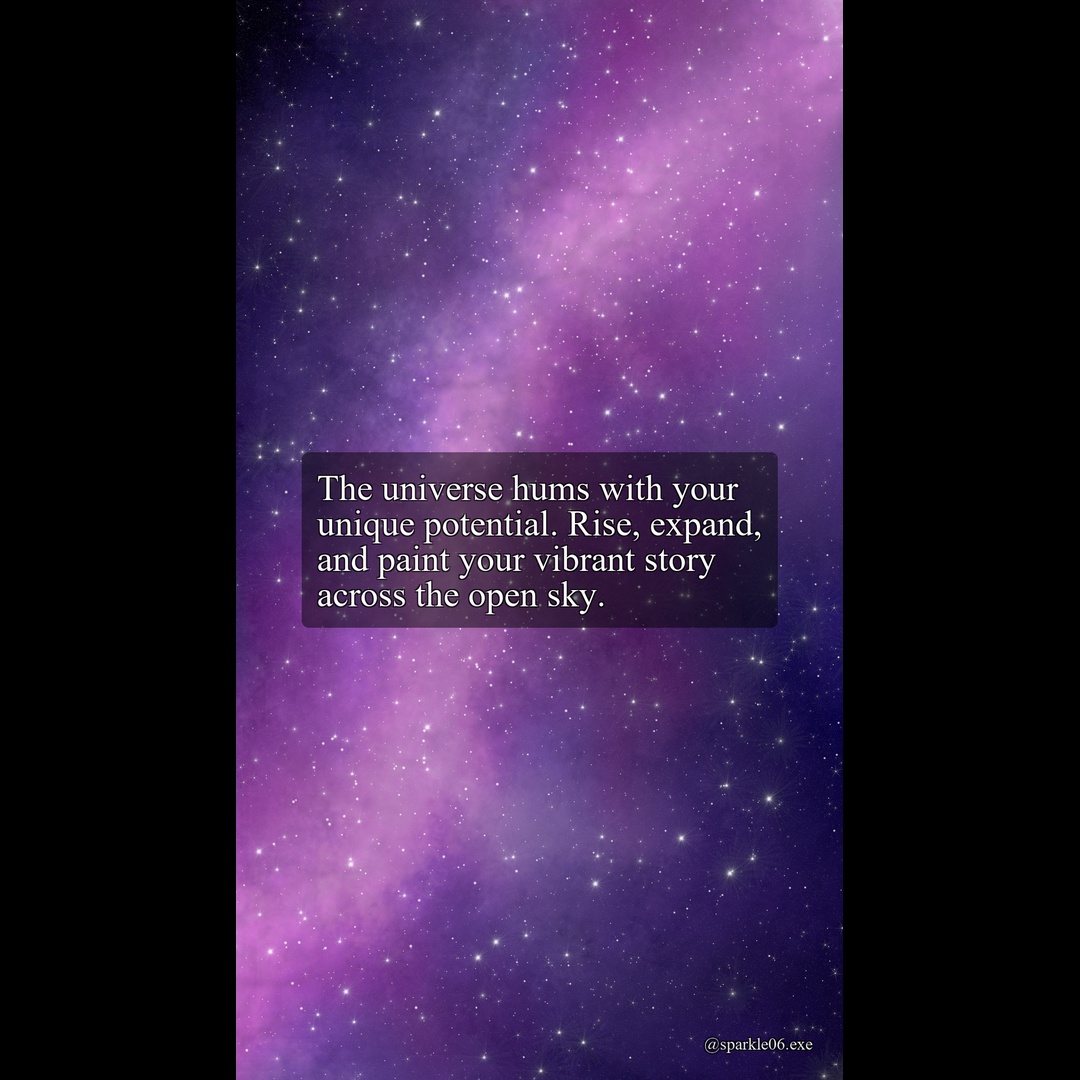 The universe hums with your
unique potential. Rise, expand,
and paint your vibrant story
across the open sky.
@sparkle06.exe